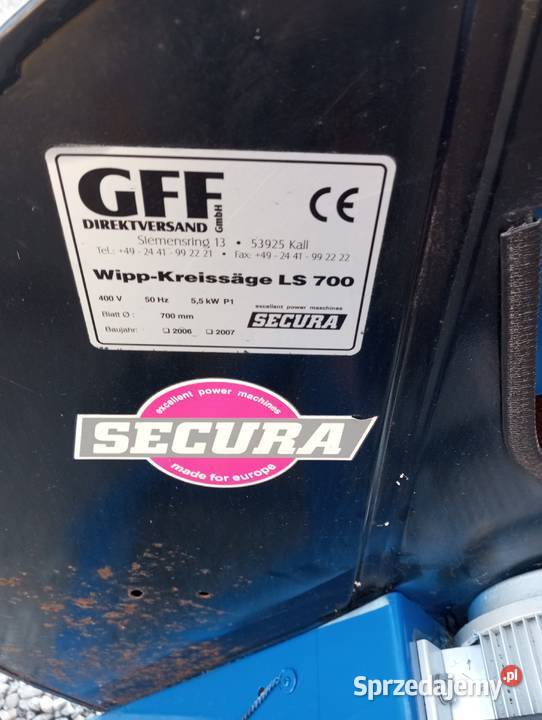 GFF
DIREKTVERSAND GmbH
Siemensring 13 • 53925 Kall
Tel.: +49 - 24 41 - 99 22 21 • Fax: +49 - 24 41 - 99 22 22
CE
Wipp-Kreissäge LS 700
400 V 50 Hz 5,5 kW P1
Blatt Ø : 700 mm
Baujahr: ❏ 2006 ❏ 2007
excellent power maschines
SECURA
excellent power machines
SECURA
made for europe
Sprzedajemy.pl